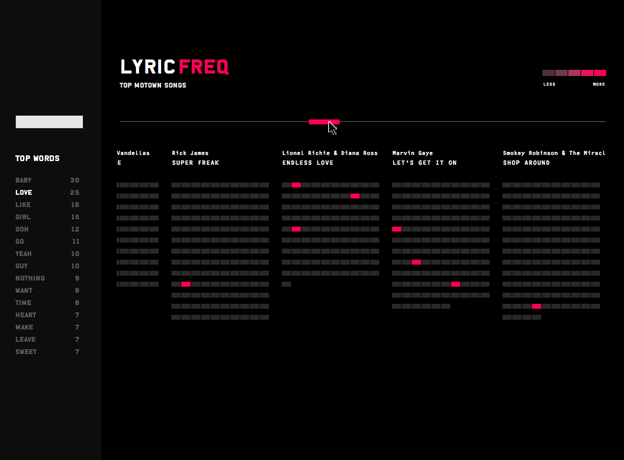 LYRIC FREQ
TOP MOTOWN SONGS
LESS MORE
TOP WORDS
BABY 30
LOVE 25
LIKE 16
GIRL 15
OOH 12
GO 11
YEAH 10
GUY 10
NOTHING 9
WANT 8
TIME 8
HEART 7
MAKE 7
LEAVE 7
SWEET 7
Vandellas
E
Rick James
SUPER FREAK
Lionel Richie & Diana Ross
ENDLESS LOVE
Marvin Gaye
LET'S GET IT ON
Smokey Robinson & The Miracl
SHOP AROUND